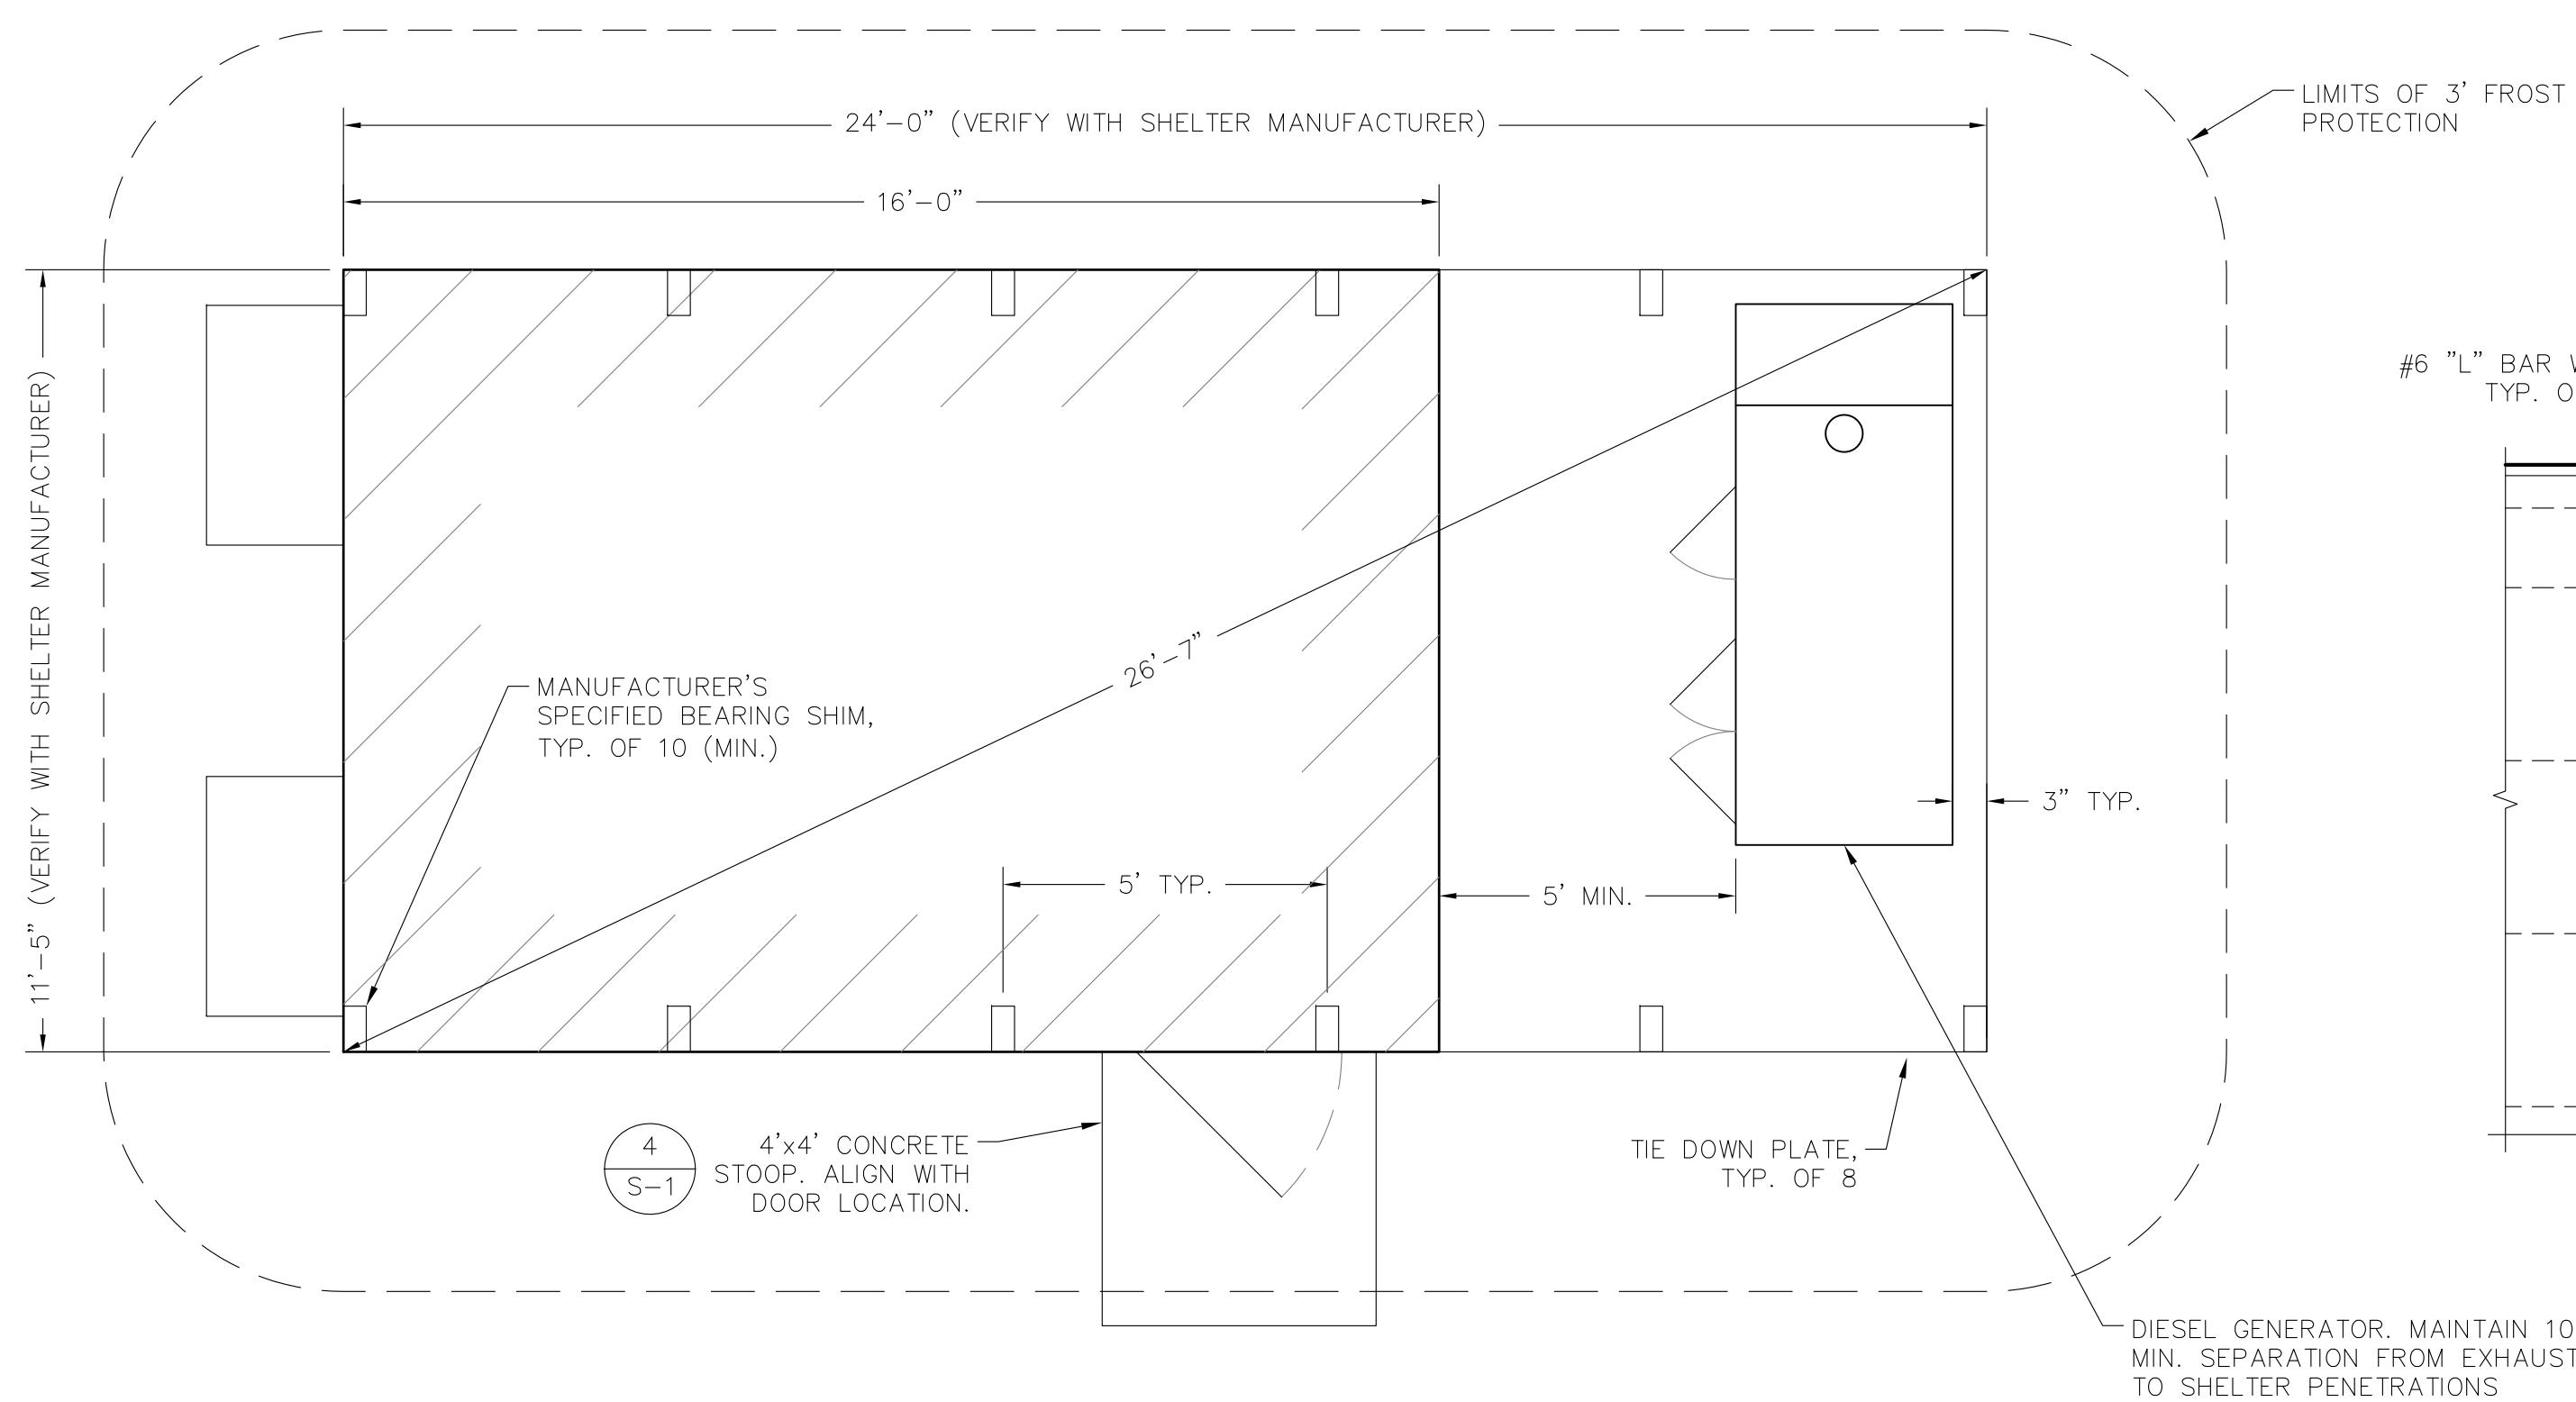 LIMITS OF 3' FROST
PROTECTION
24'-0" (VERIFY WITH SHELTER MANUFACTURER)
16'-0"
11'-5" (VERIFY WITH SHELTER MANUFACTURER)
#6 "L" BAR
TYP.
26'-7"
MANUFACTURER'S
SPECIFIED BEARING SHIM,
TYP. OF 10 (MIN.)
3" TYP.
5' TYP.
5' MIN.
4
S-1
4'x4' CONCRETE
STOOP. ALIGN WITH
DOOR LOCATION.
TIE DOWN PLATE,
TYP. OF 8
DIESEL GENERATOR. MAINTAIN 10
MIN. SEPARATION FROM EXHAUST
TO SHELTER PENETRATIONS